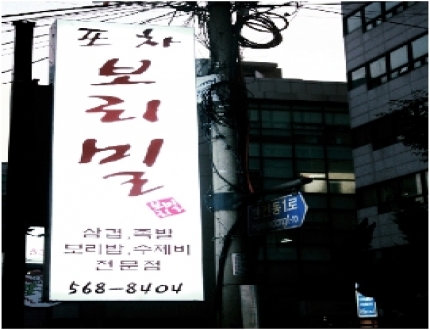 포차
보리밀
삼겹,족발
보리밥,수제비
전문점
568-8404